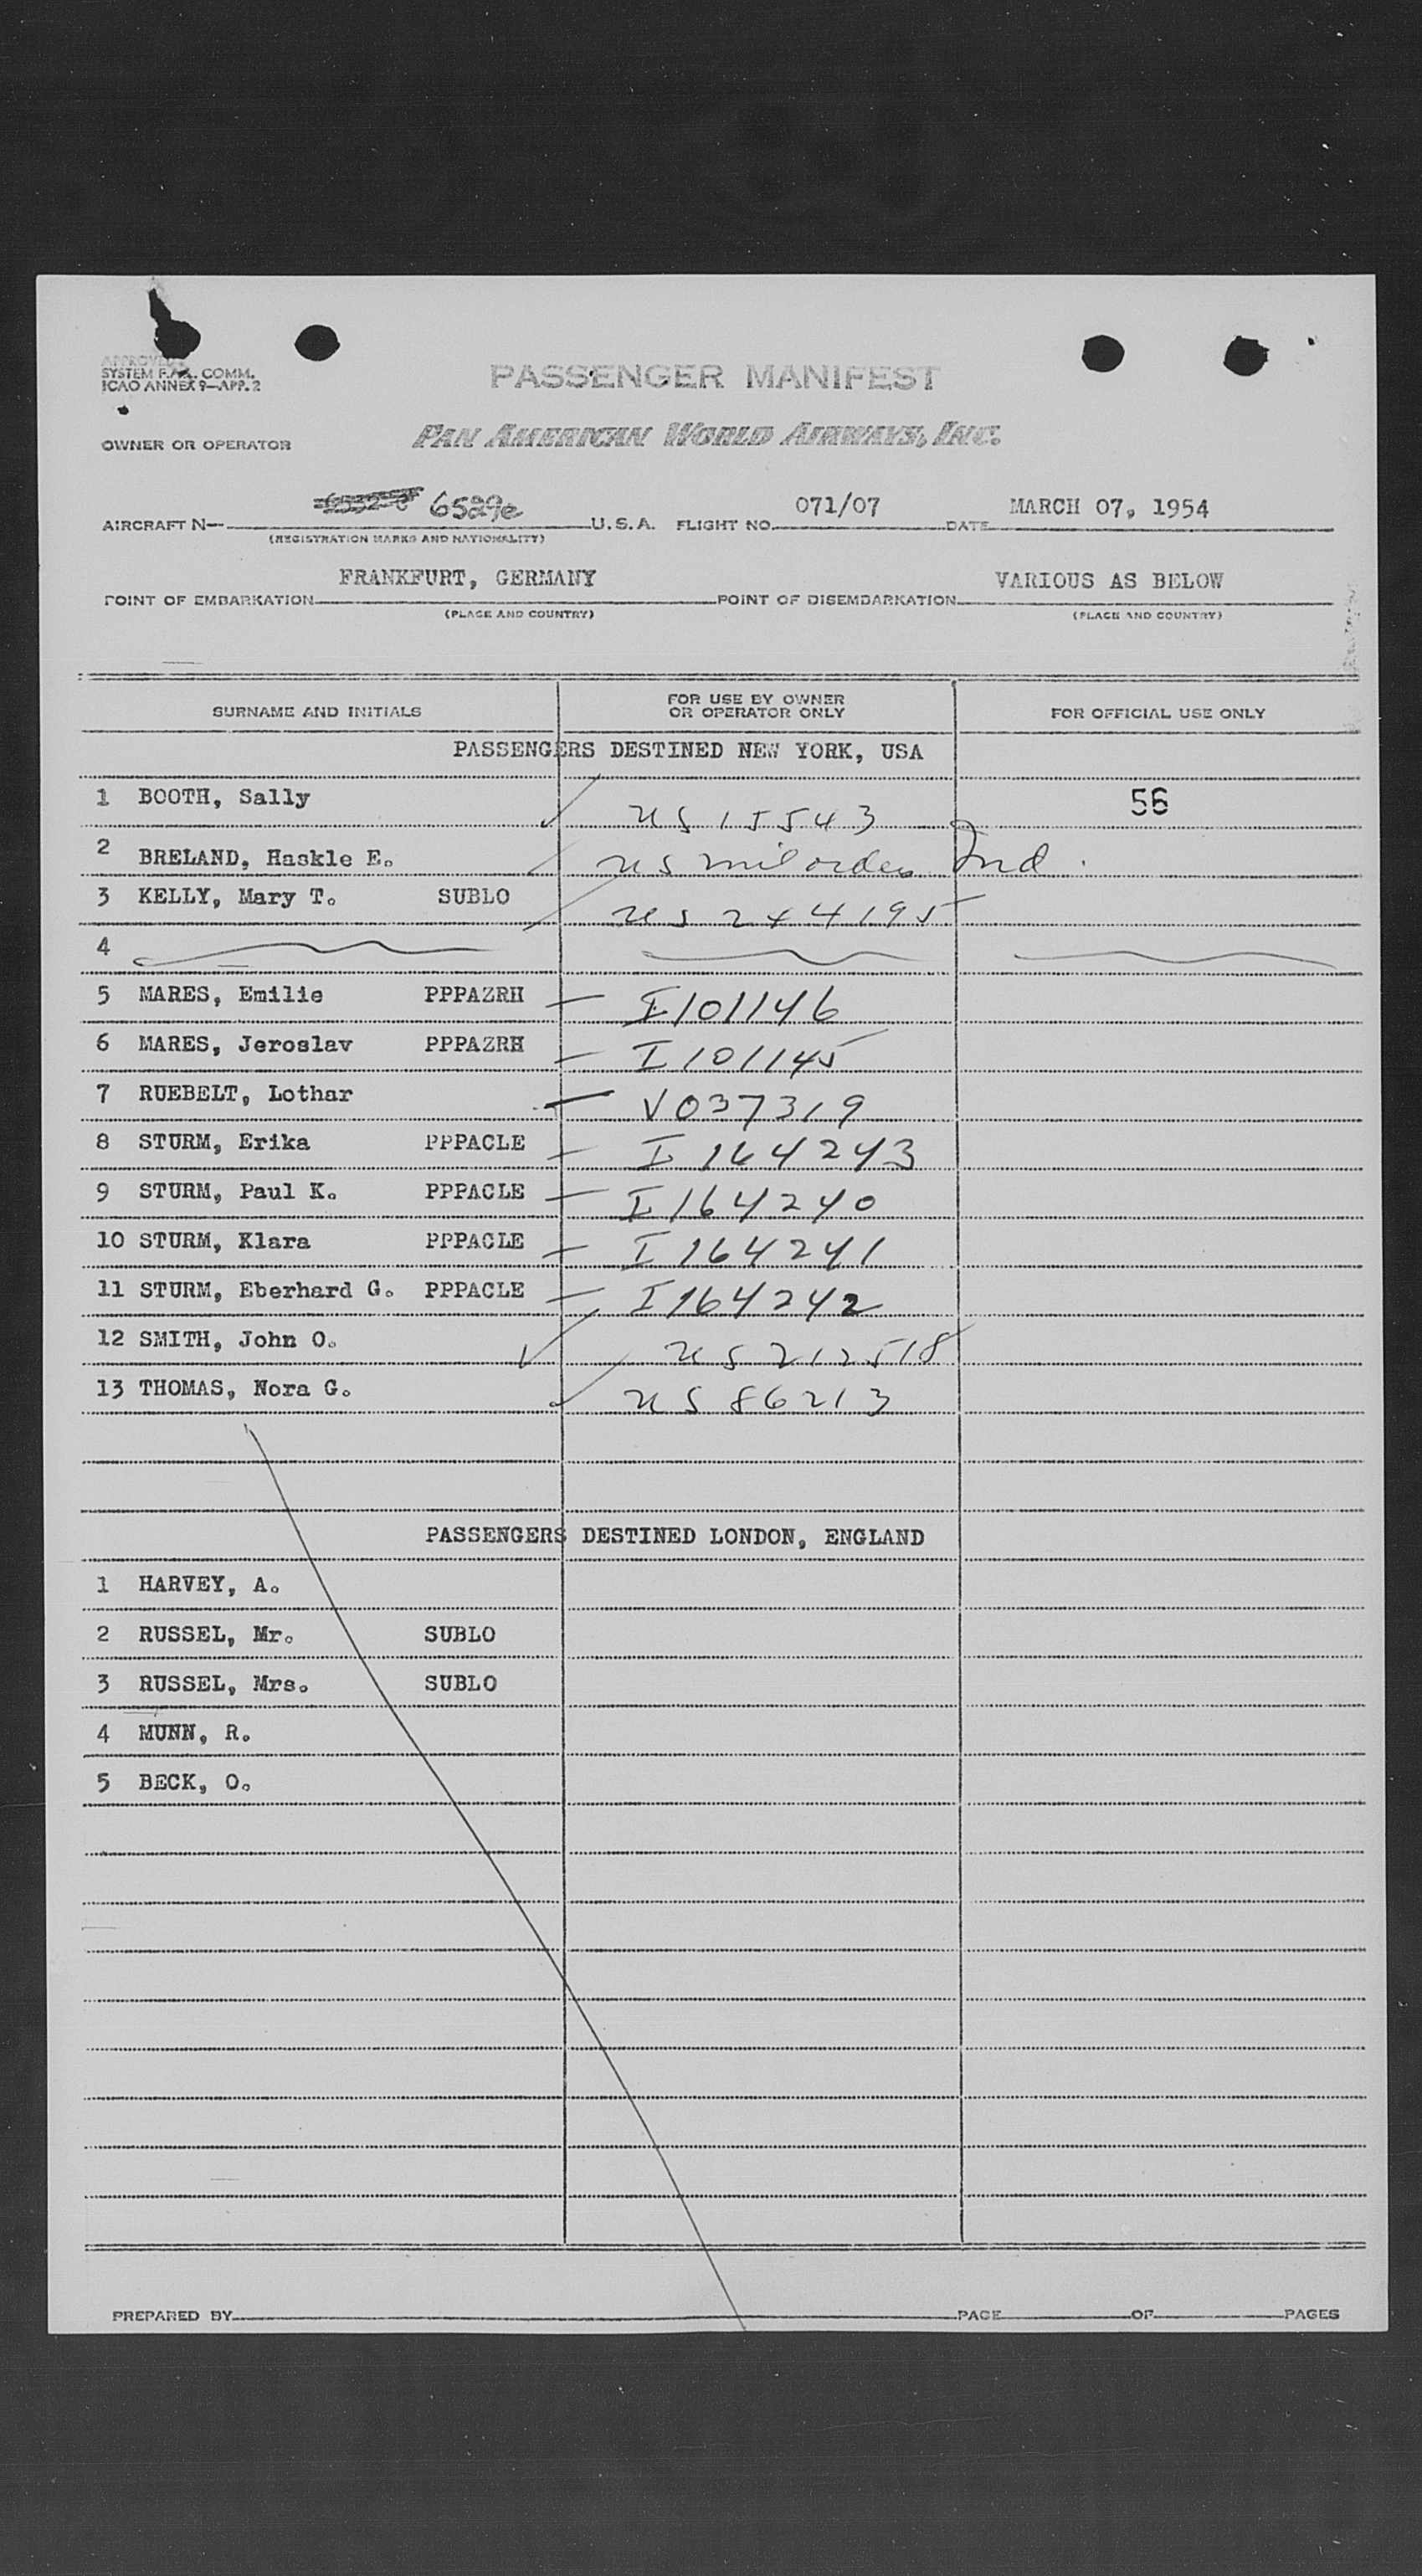 APPROVED
SYSTEM F.A.L. COMM.
ICAO ANNEX 9—APP. 2
PASSENGER MANIFEST
OWNER OR OPERATOR PAN AMERICAN WORLD AIRWAYS, INC.
AIRCRAFT N— 6529c U.S.A. FLIGHT NO. 071/07 DATE MARCH 07, 1954
(REGISTRATION MARKS AND NATIONALITY)
POINT OF EMBARKATION FRANKFURT, GERMANY POINT OF DISEMBARKATION VARIOUS AS BELOW
(PLACE AND COUNTRY) (PLACE AND COUNTRY)
SURNAME AND INITIALS FOR USE BY OWNER OR OPERATOR ONLY FOR OFFICIAL USE ONLY
PASSENGERS DESTINED NEW YORK, USA
1 BOOTH, Sally US 15543 56
2 BRELAND, Haskle E. US mil orders
3 KELLY, Mary T. SUBLO US 244195
4
5 MARES, Emilie PPPAZRH I101146
6 MARES, Jeroslav PPPAZRH I101145
7 RUEBELT, Lothar V037319
8 STURM, Erika PPPACLE I 164243
9 STURM, Paul K. PPPACLE I164240
10 STURM, Klara PPPACLE I 164241
11 STURM, Eberhard G. PPPACLE I164242
12 SMITH, John O. US 212518
13 THOMAS, Nora G. US 86213
PASSENGERS DESTINED LONDON, ENGLAND
1 HARVEY, A.
2 RUSSEL, Mr. SUBLO
3 RUSSEL, Mrs. SUBLO
4 MUNN, R.
5 BECK, O.
PREPARED BY PAGE OF PAGES